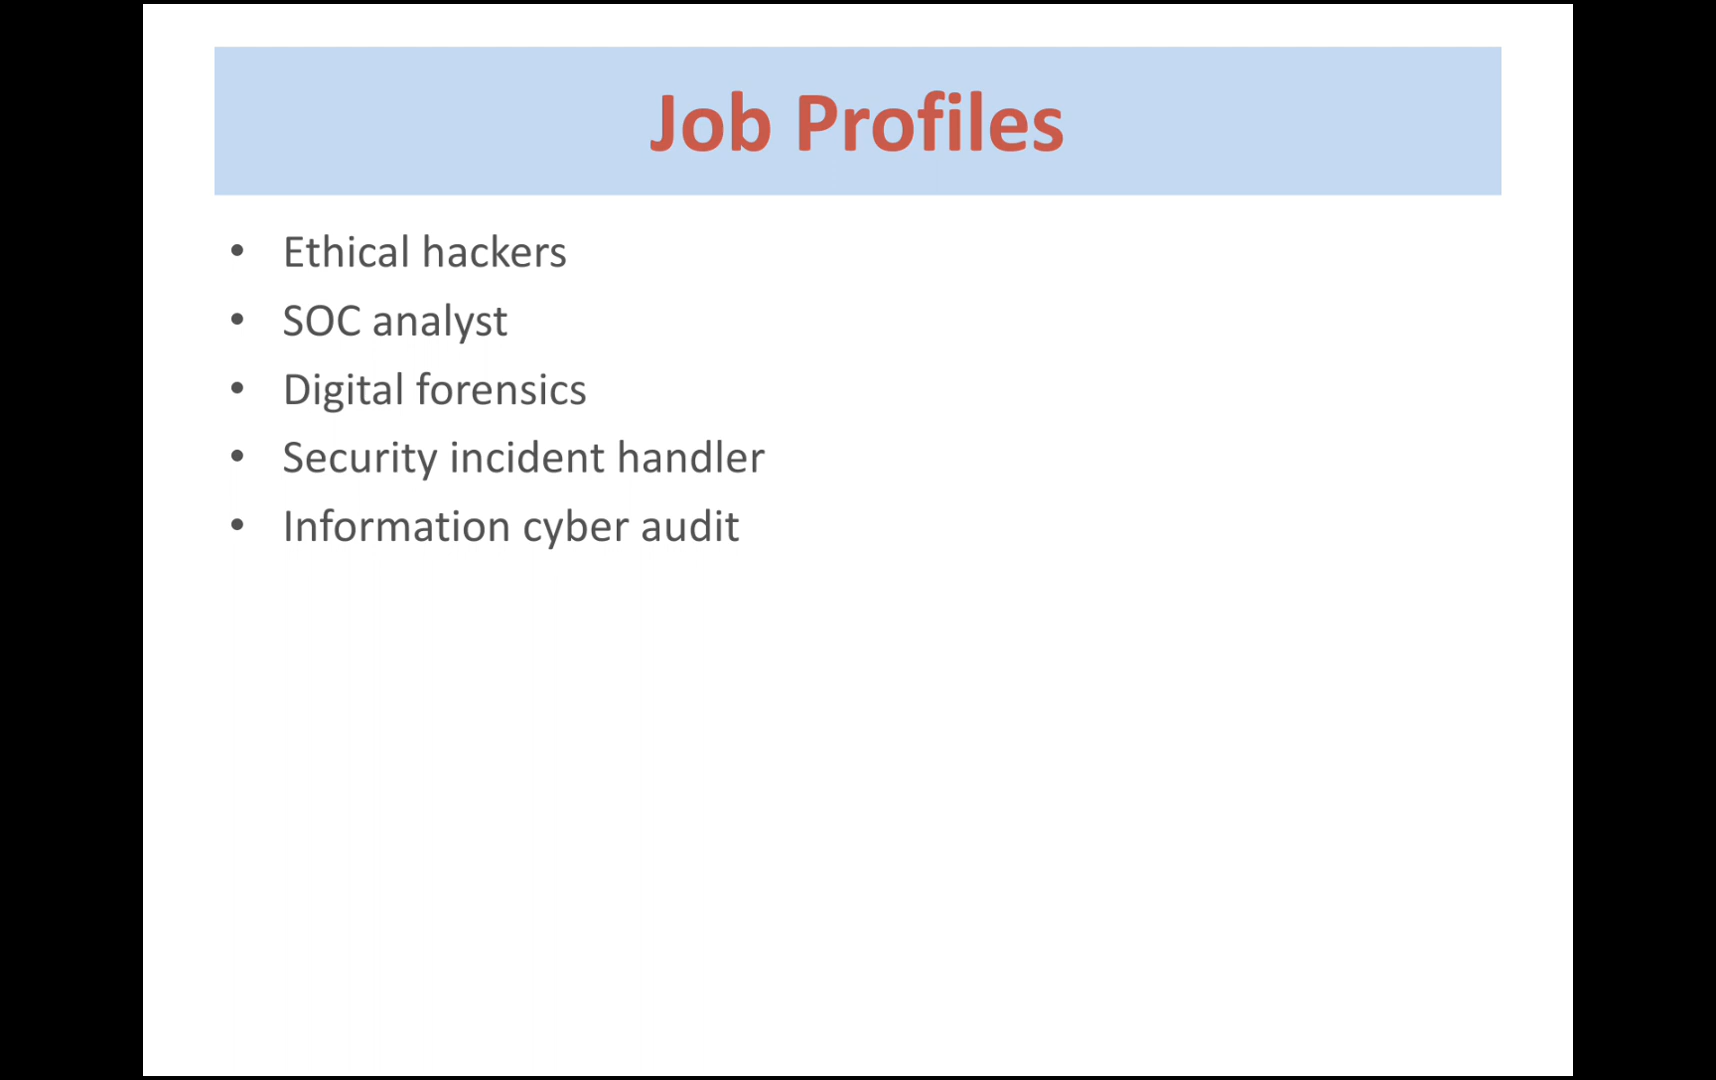 Job Profiles
• Ethical hackers
• SOC analyst
• Digital forensics
• Security incident handler
• Information cyber audit